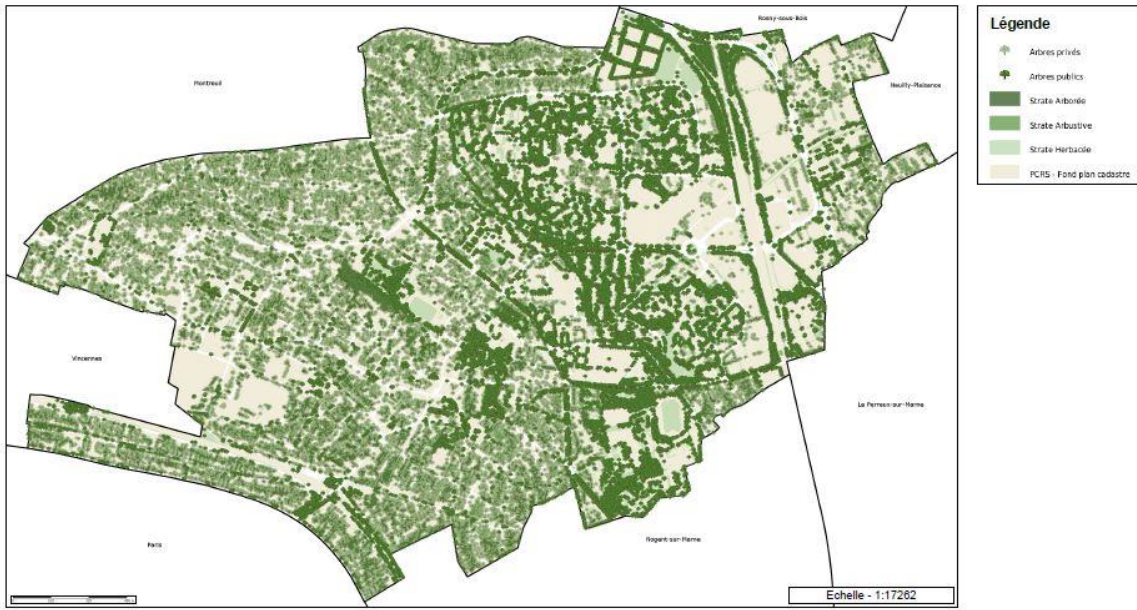 Rosny-sous-Bois
Légende
Arbres privés
Montreuil
Arbres publics
Neuilly-Plaisance
Strate Arborée
Strate Arbustive
Strate Herbacée
PCRS - Fond plan cadastre
Vincennes
Le Perreux-sur-Marne
Paris
Nogent-sur-Marne
Echelle - 1:17262